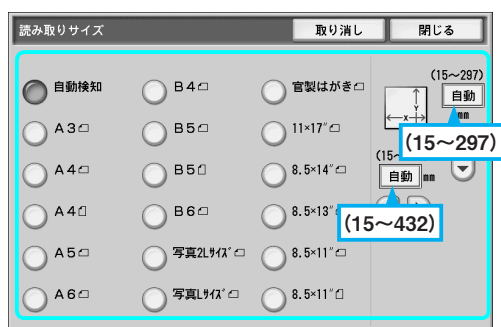 読み取りサイズ 取り消し 閉じる
自動検知 B4 官製はがき (15～297)
自動
Y
A3 B5 11×17" X mm
(15～297)
A4 B5 8.5×14" (15～
自動 mm
A4 B6 8.5×13"
(15～432)
A5 写真2Lサイズ 8.5×11"
A6 写真Lサイズ 8.5×11"